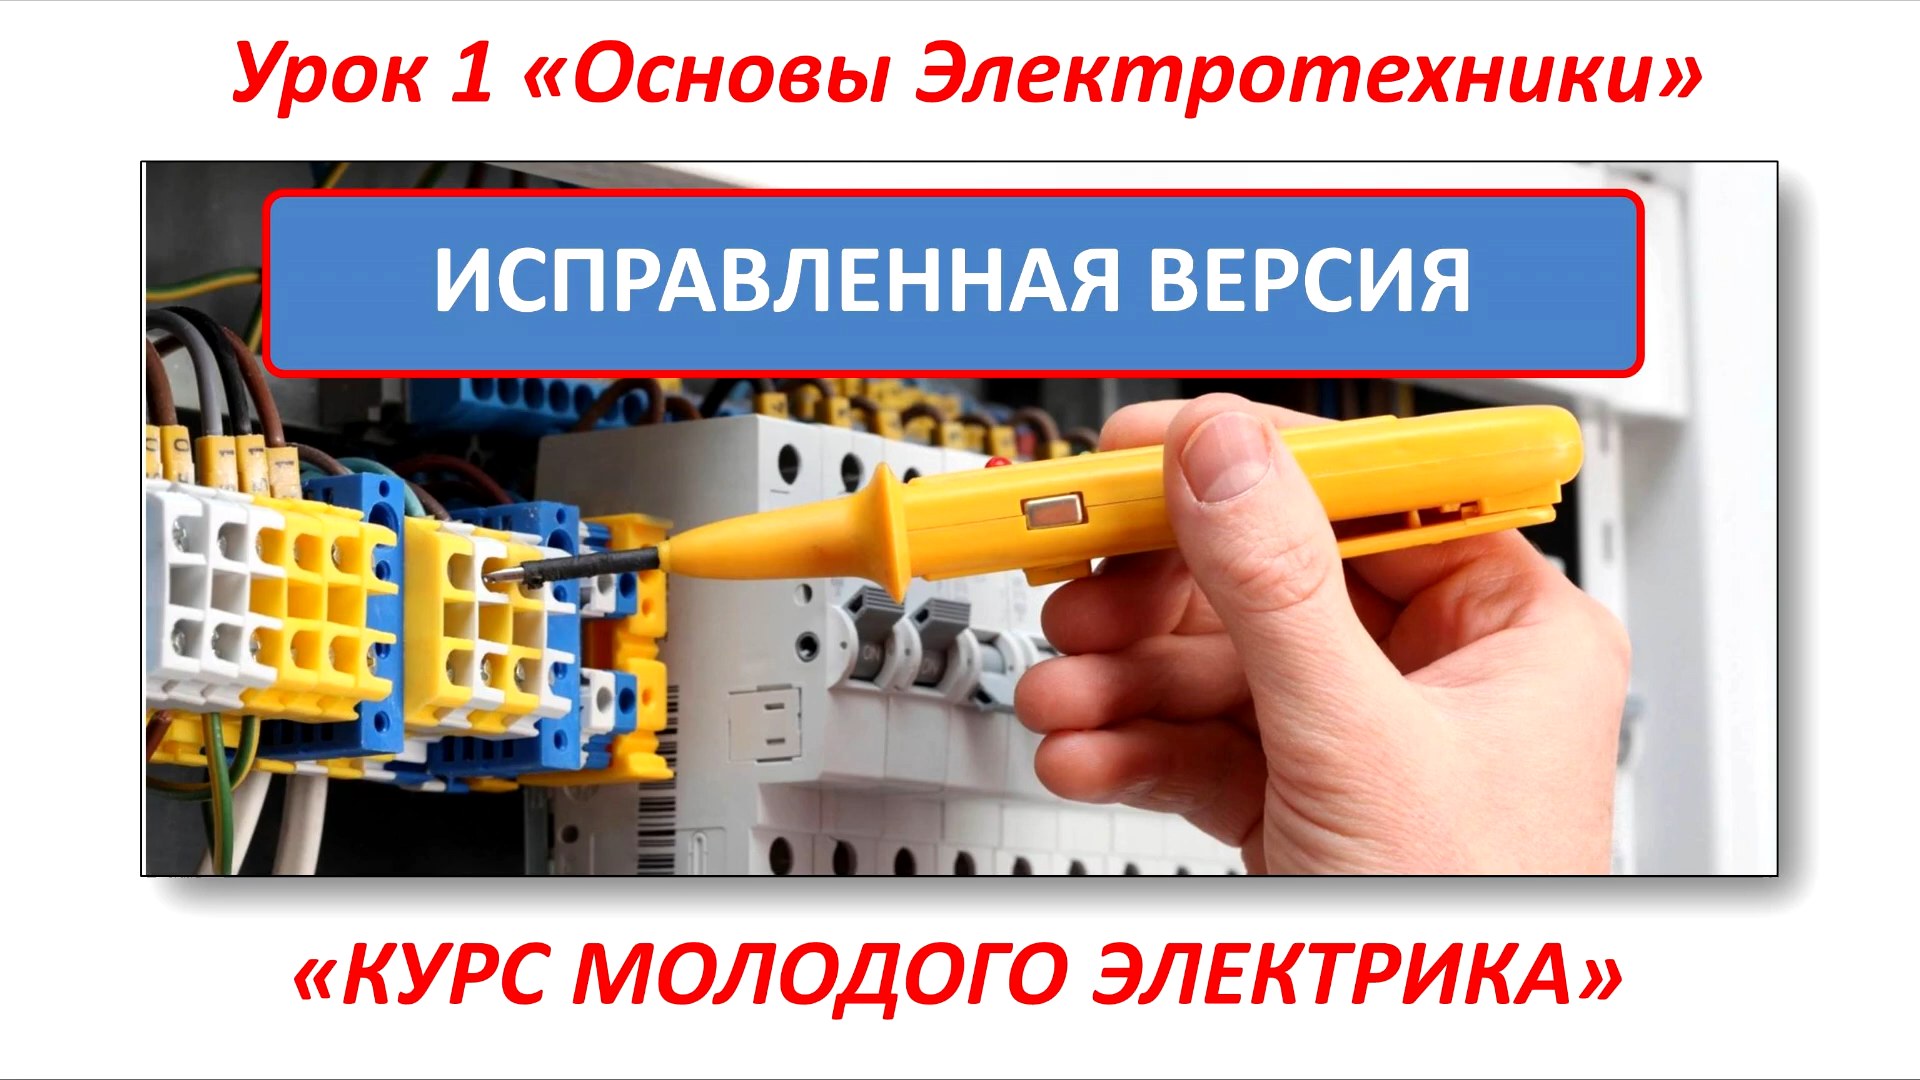 Урок 1 «Основы Электротехники»
ИСПРАВЛЕННАЯ ВЕРСИЯ
«КУРС МОЛОДОГО ЭЛЕКТРИКА»